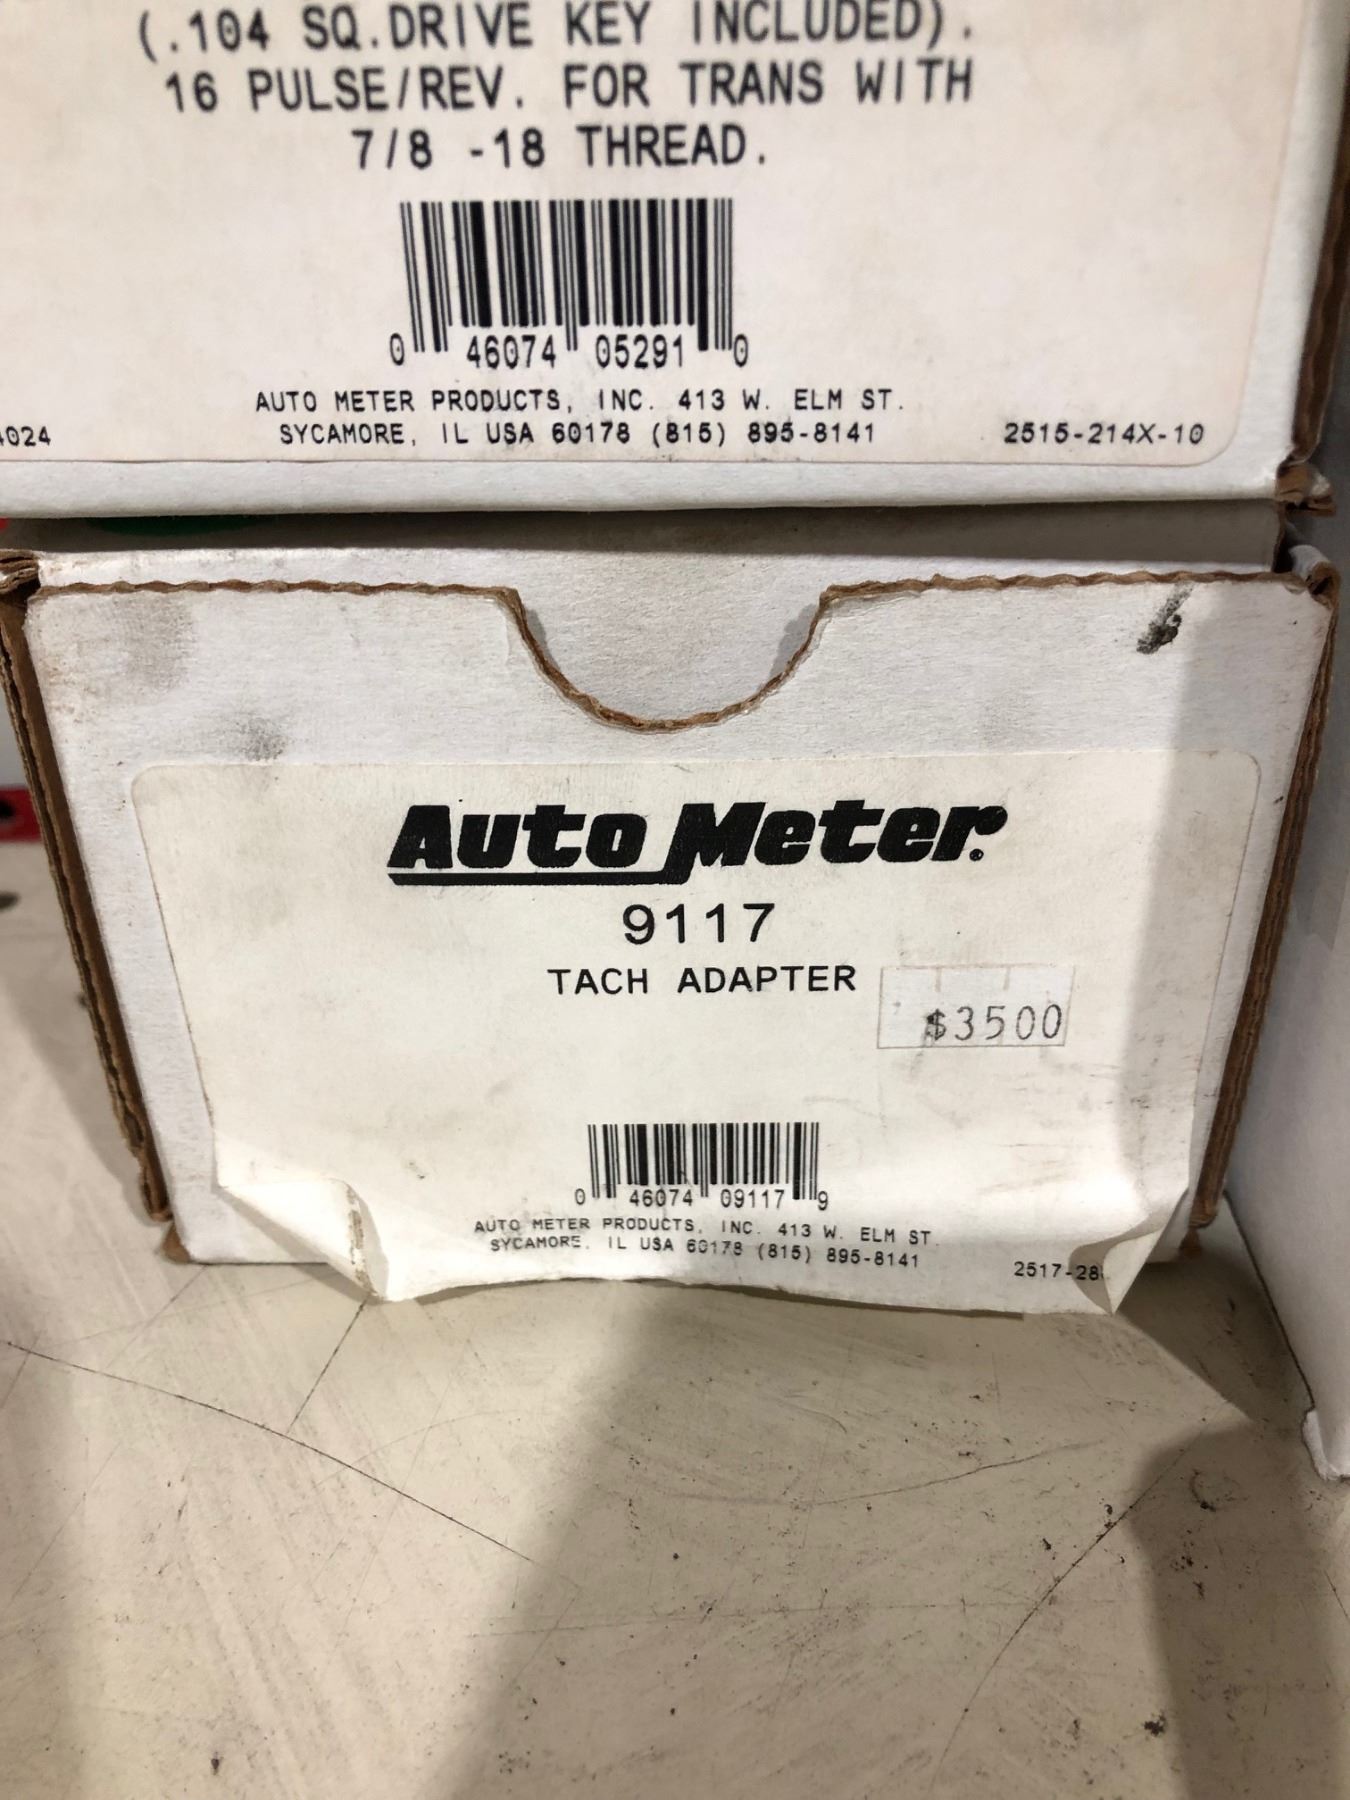 (.104 SQ.DRIVE KEY INCLUDED).
16 PULSE/REV. FOR TRANS WITH
7/8 -18 THREAD.
0 46074 05291 0
AUTO METER PRODUCTS, INC. 413 W. ELM ST.
SYCAMORE, IL USA 60178 (815) 895-8141
024
2515-214X-10
Auto Meter®
9117
TACH ADAPTER
$3500
0 46074 09117 9
AUTO METER PRODUCTS, INC. 413 W. ELM ST.
SYCAMORE, IL USA 60178 (815) 895-8141
2517-28